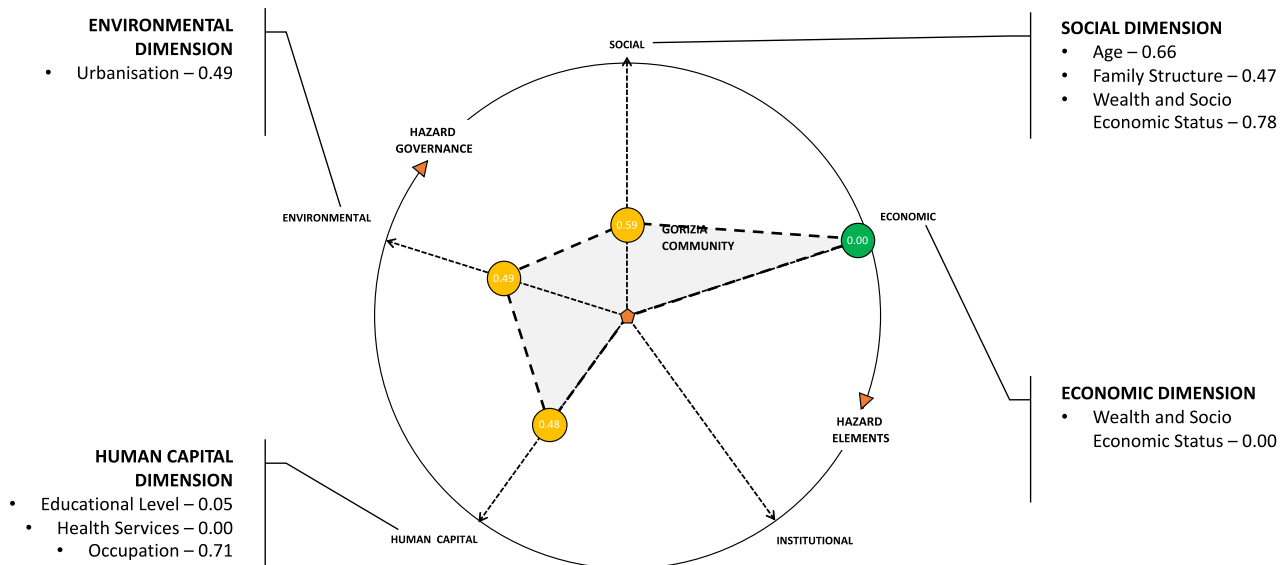 ENVIRONMENTAL
DIMENSION
• Urbanisation – 0.49
SOCIAL
SOCIAL DIMENSION
• Age – 0.66
• Family Structure – 0.47
• Wealth and Socio
Economic Status – 0.78
HAZARD
GOVERNANCE
ENVIRONMENTAL
ECONOMIC
0.59
GORIZIA
COMMUNITY
0.00
0.49
0.48
HAZARD
ELEMENTS
ECONOMIC DIMENSION
• Wealth and Socio
Economic Status – 0.00
HUMAN CAPITAL
DIMENSION
• Educational Level – 0.05
• Health Services – 0.00
• Occupation – 0.71
HUMAN CAPITAL
INSTITUTIONAL